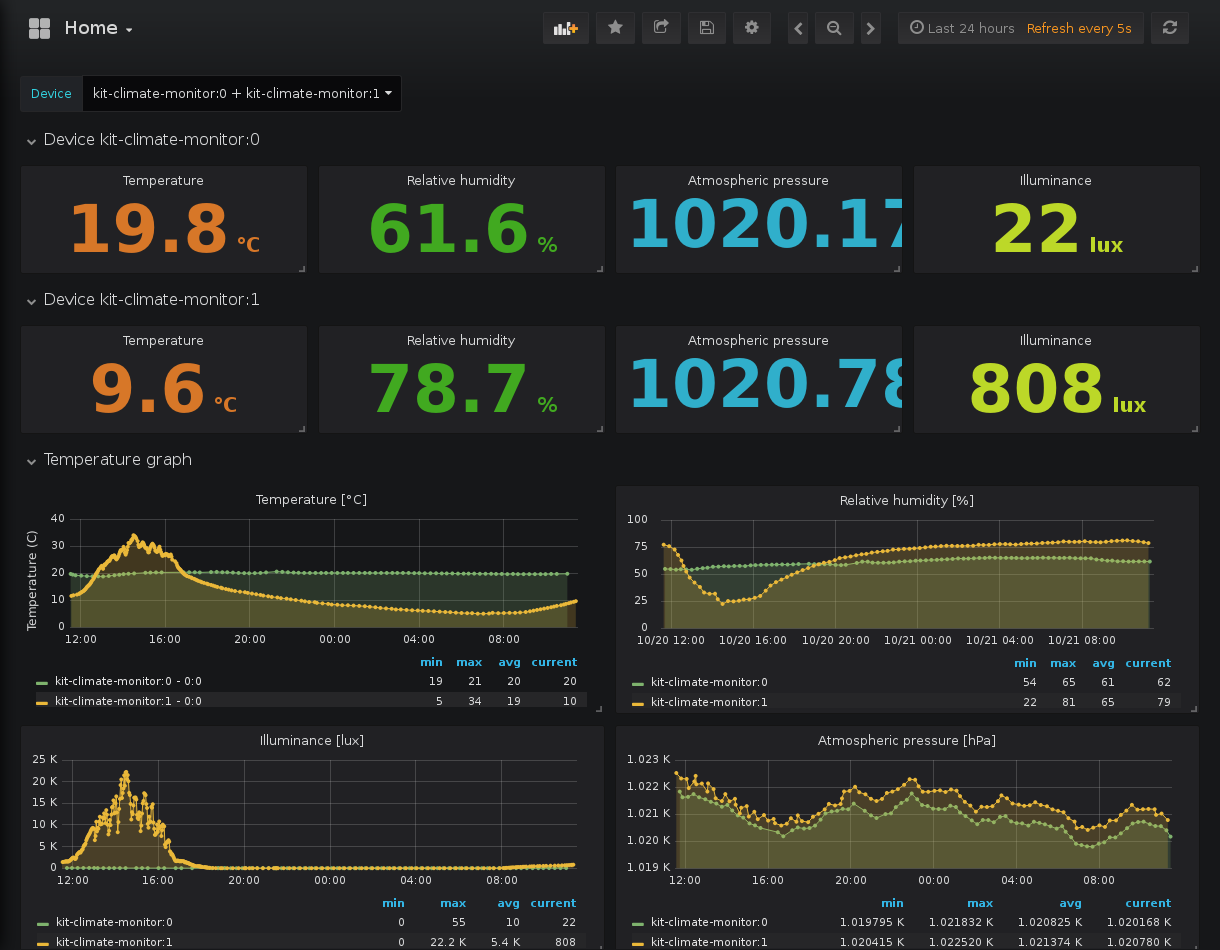 Home
Last 24 hours Refresh every 5s
Device kit-climate-monitor:0 + kit-climate-monitor:1
Device kit-climate-monitor:0
Temperature Relative humidity Atmospheric pressure Illuminance
19.8 °C 61.6 % 1020.17 22 lux
Device kit-climate-monitor:1
Temperature Relative humidity Atmospheric pressure Illuminance
9.6 °C 78.7 % 1020.78 808 lux
Temperature graph
Temperature [°C]
Temperature (C)
40
30
20
10
0
12:00 16:00 20:00 00:00 04:00 08:00
min max avg current
kit-climate-monitor:0 - 0:0 19 21 20 20
kit-climate-monitor:1 - 0:0 5 34 19 10
Relative humidity [%]
100
75
50
25
0
10/20 12:00 10/20 16:00 10/20 20:00 10/21 00:00 10/21 04:00 10/21 08:00
min max avg current
kit-climate-monitor:0 54 65 61 62
kit-climate-monitor:1 22 81 65 79
Illuminance [lux]
25 K
20 K
15 K
10 K
5 K
0
12:00 16:00 20:00 00:00 04:00 08:00
min max avg current
kit-climate-monitor:0 0 55 10 22
kit-climate-monitor:1 0 22.2 K 5.4 K 808
Atmospheric pressure [hPa]
1.023 K
1.022 K
1.021 K
1.020 K
1.019 K
12:00 16:00 20:00 00:00 04:00 08:00
min max avg current
kit-climate-monitor:0 1.019795 K 1.021832 K 1.020825 K 1.020168 K
kit-climate-monitor:1 1.020415 K 1.022520 K 1.021374 K 1.020780 K